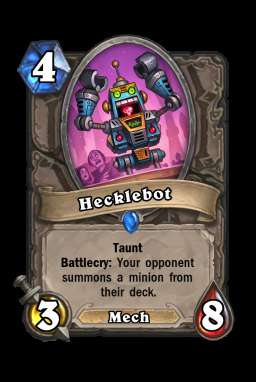 4
Hecklebot
Taunt
Battlecry: Your opponent
summons a minion from
their deck.
3
Mech
8